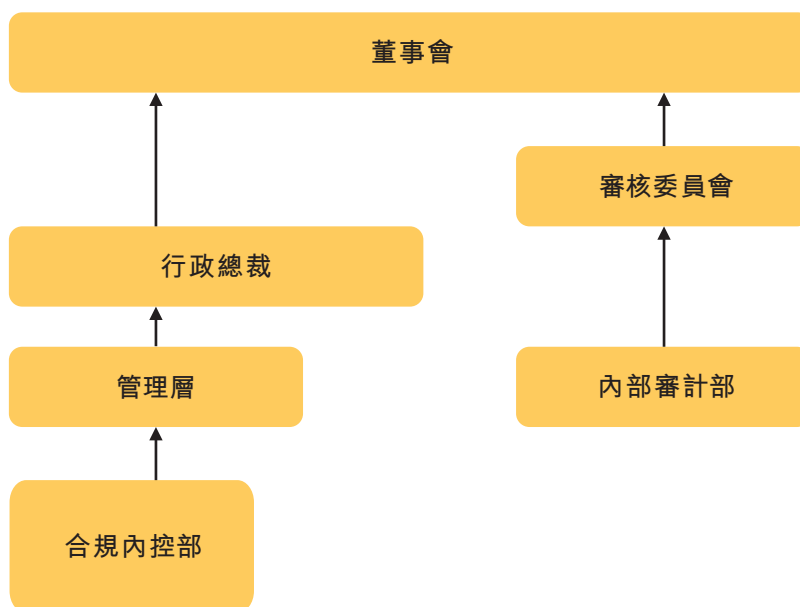 董事會
審核委員會
行政總裁
管理層
內部審計部
合規內控部